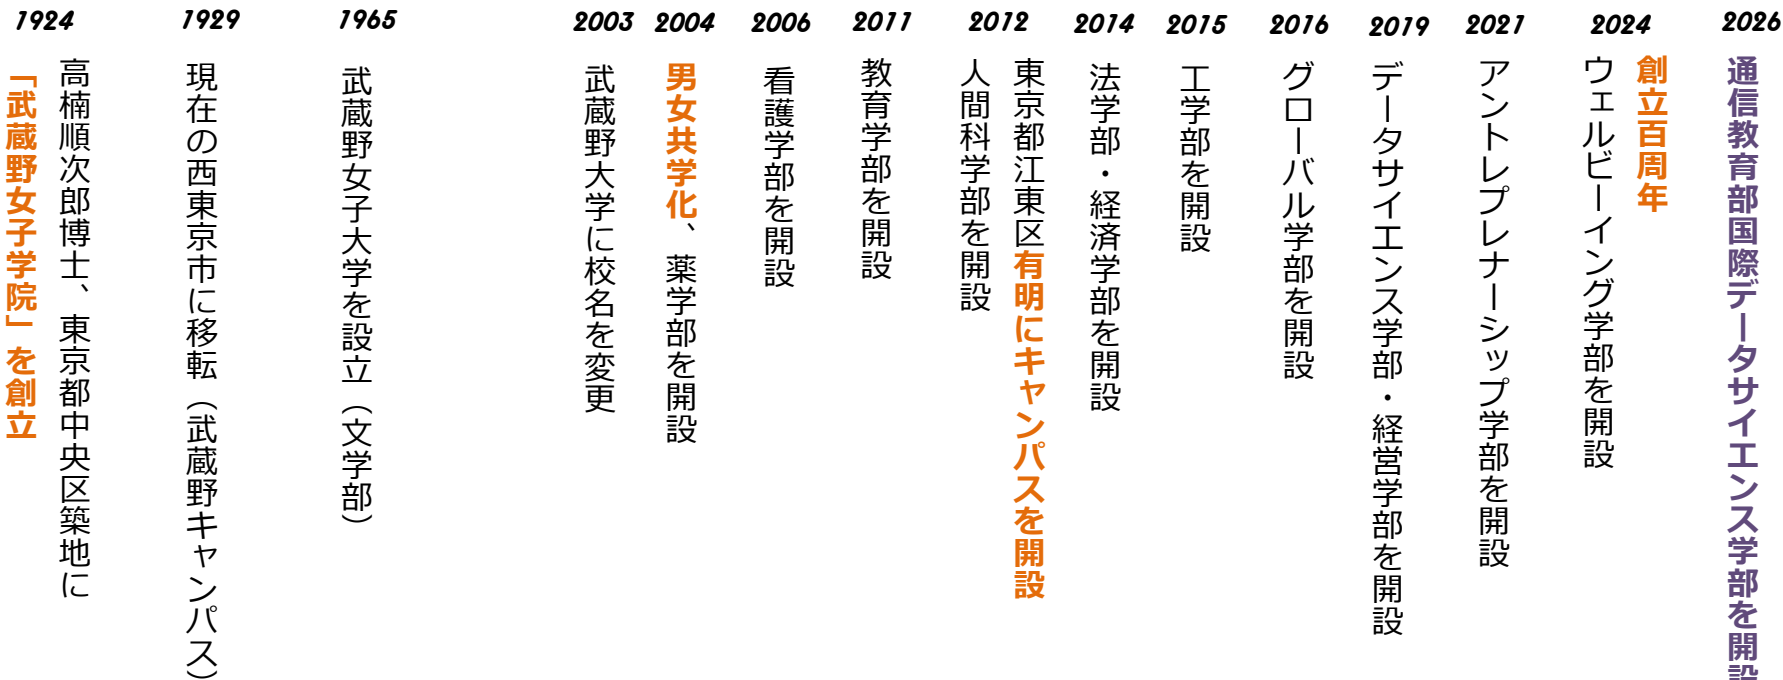 1924
高楠順次郎博士、東京都中央区築地に
「武蔵野女子学院」を創立
1929
現在の西東京市に移転（武蔵野キャンパス）
1965
武蔵野女子大学を設立（文学部）
2003
武蔵野大学に校名を変更
2004
男女共学化、薬学部を開設
2006
看護学部を開設
2011
教育学部を開設
2012
東京都江東区有明にキャンパスを開設
人間科学部を開設
2014
法学部・経済学部を開設
2015
工学部を開設
2016
グローバル学部を開設
2019
データサイエンス学部・経営学部を開設
2021
アントレプレナーシップ学部を開設
2024
創立百周年
ウェルビーイング学部を開設
2026
通信教育部国際データサイエンス学部を開設